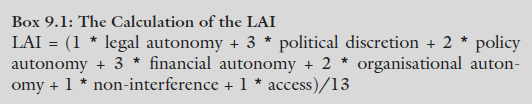 Box 9.1: The Calculation of the LAI
LAI = (1 * legal autonomy + 3 * political discretion + 2 * policy
autonomy + 3 * financial autonomy + 2 * organisational auton-
omy + 1 * non-interference + 1 * access)/13